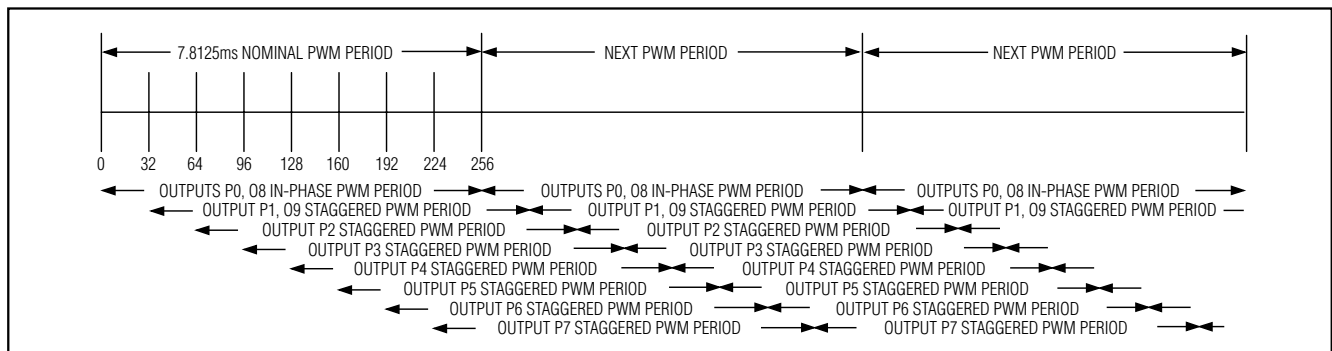 7.8125ms NOMINAL PWM PERIOD NEXT PWM PERIOD NEXT PWM PERIOD
0 32 64 96 128 160 192 224 256
OUTPUTS P0, O8 IN-PHASE PWM PERIOD OUTPUTS P0, O8 IN-PHASE PWM PERIOD OUTPUTS P0, O8 IN-PHASE PWM PERIOD
OUTPUT P1, O9 STAGGERED PWM PERIOD OUTPUT P1, O9 STAGGERED PWM PERIOD OUTPUT P1, O9 STAGGERED PWM PERIOD
OUTPUT P2 STAGGERED PWM PERIOD OUTPUT P2 STAGGERED PWM PERIOD
OUTPUT P3 STAGGERED PWM PERIOD OUTPUT P3 STAGGERED PWM PERIOD
OUTPUT P4 STAGGERED PWM PERIOD OUTPUT P4 STAGGERED PWM PERIOD
OUTPUT P5 STAGGERED PWM PERIOD OUTPUT P5 STAGGERED PWM PERIOD
OUTPUT P6 STAGGERED PWM PERIOD OUTPUT P6 STAGGERED PWM PERIOD
OUTPUT P7 STAGGERED PWM PERIOD OUTPUT P7 STAGGERED PWM PERIOD